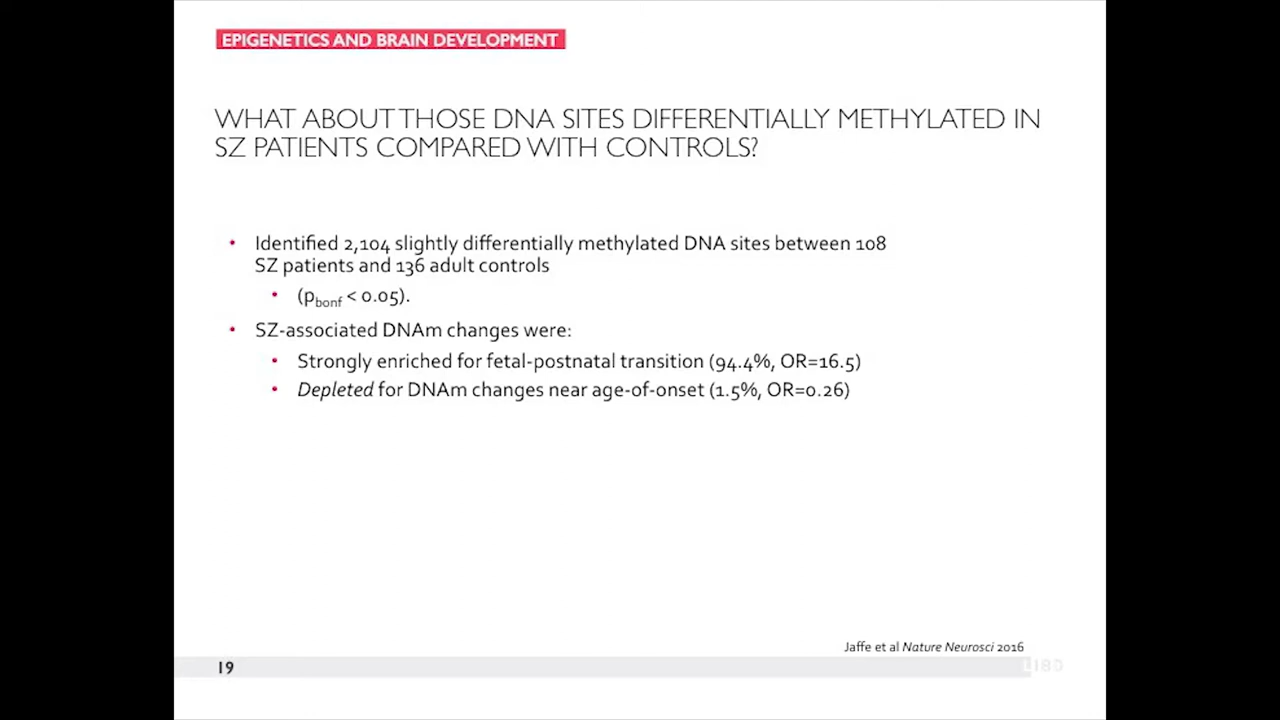 EPIGENETICS AND BRAIN DEVELOPMENT
WHAT ABOUT THOSE DNA SITES DIFFERENTIALLY METHYLATED IN
SZ PATIENTS COMPARED WITH CONTROLS?
• Identified 2,104 slightly differentially methylated DNA sites between 108
SZ patients and 136 adult controls
• (pbonf < 0.05).
• SZ-associated DNAm changes were:
• Strongly enriched for fetal-postnatal transition (94.4%, OR=16.5)
• Depleted for DNAm changes near age-of-onset (1.5%, OR=0.26)
Jaffe et al Nature Neurosci 2016
19
LIBD